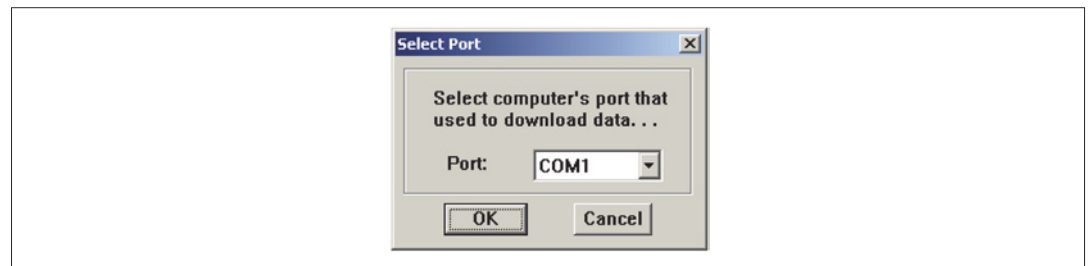 Select Port
Select computer's port that
used to download data. . .
Port: COM1
OK Cancel